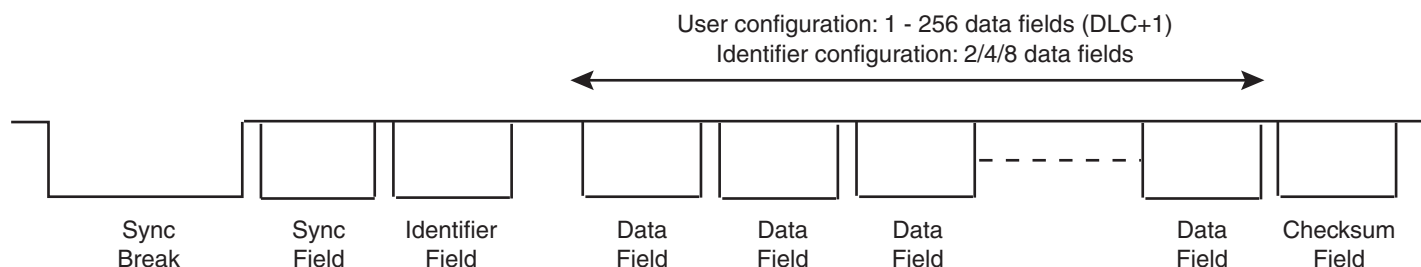 User configuration: 1 - 256 data fields (DLC+1)
Identifier configuration: 2/4/8 data fields
Sync
Break
Sync
Field
Identifier
Field
Data
Field
Data
Field
Data
Field
Data
Field
Checksum
Field